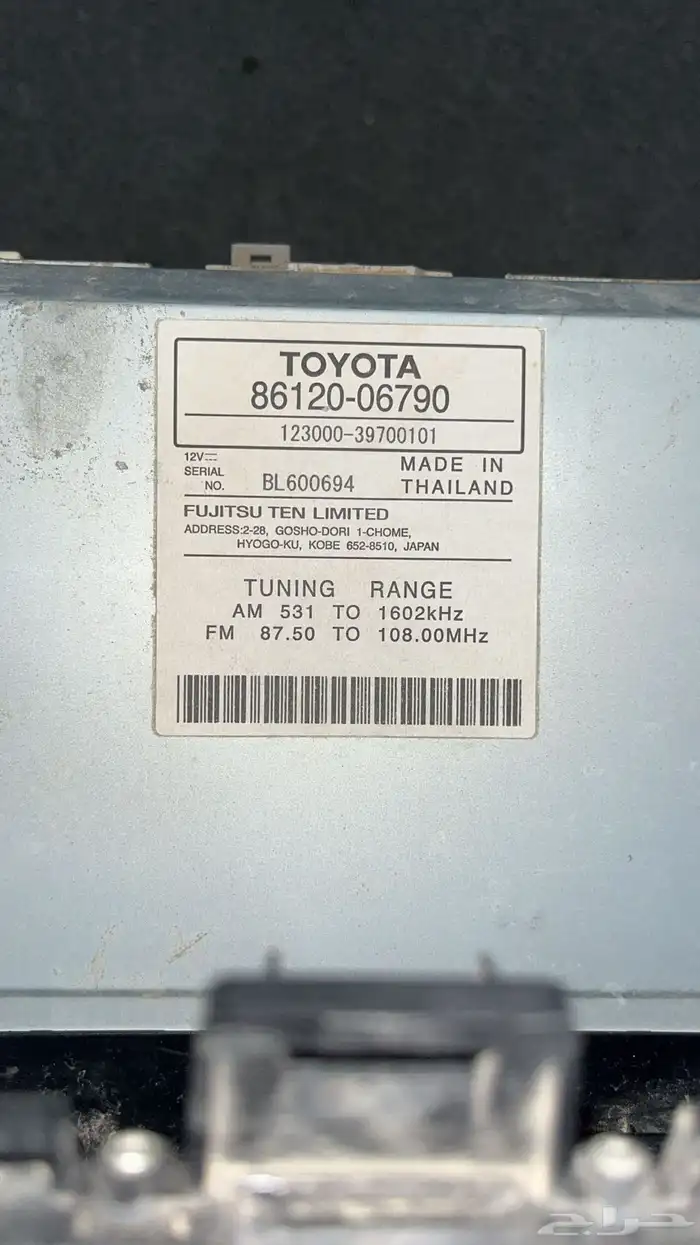 TOYOTA
86120-06790
123000-39700101
12V⎓
SERIAL NO. BL600694
MADE IN THAILAND
FUJITSU TEN LIMITED
ADDRESS:2-28, GOSHO-DORI 1-CHOME,
HYOGO-KU, KOBE 652-8510, JAPAN
TUNING RANGE
AM 531 TO 1602kHz
FM 87.50 TO 108.00MHz
حراج